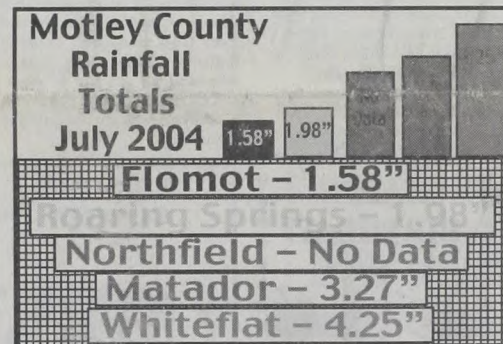 Motley County
Rainfall
Totals
July 2004
1.58”
1.98”
No
Data
Flomot – 1.58”
Roaring Springs – 1.98”
Northfield – No Data
Matador – 3.27”
Whiteflat – 4.25”